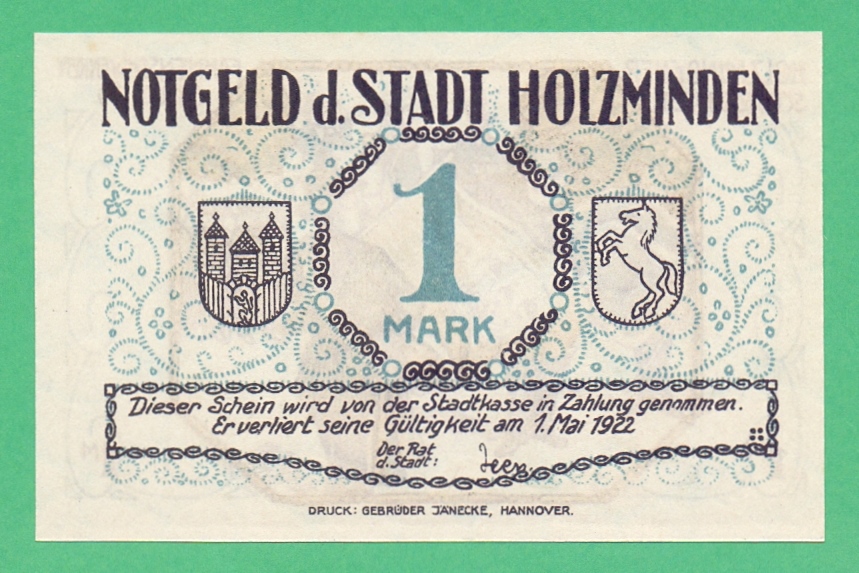 NOTGELD d. STADT HOLZMINDEN
1
MARK
Dieser Schein wird von der Stadtkasse in Zahlung genommen.
Er verliert seine Gültigkeit am 1. Mai 1922
Der Rat
d. Stadt:
DRUCK: GEBRÜDER JÄNECKE, HANNOVER.